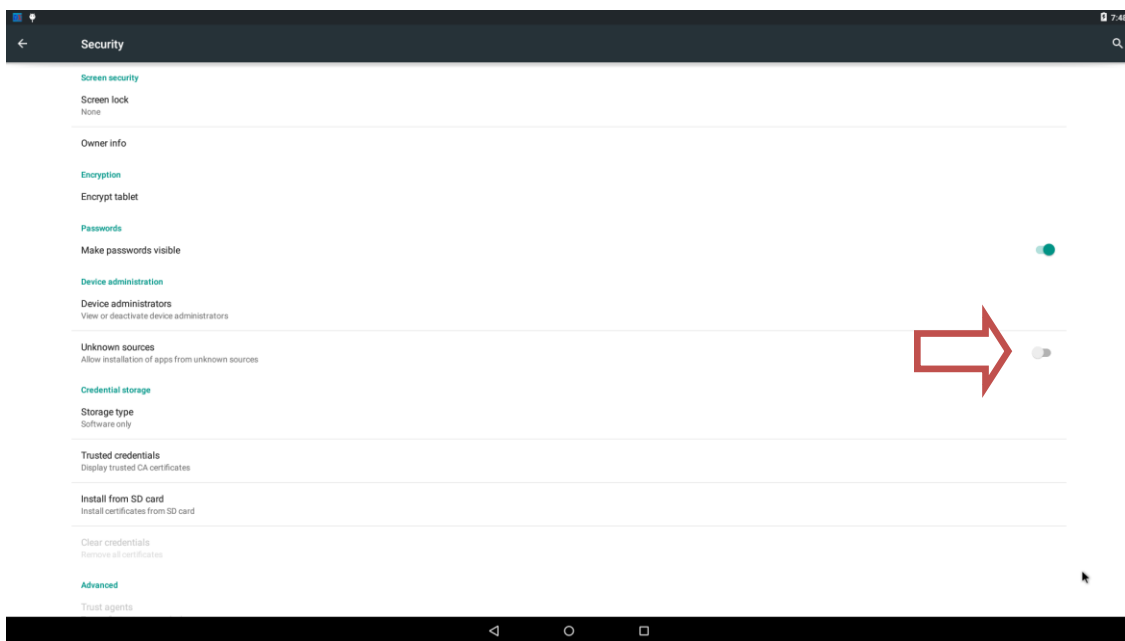 7:48
Security
Screen security
Screen lock
None
Owner info
Encryption
Encrypt tablet
Passwords
Make passwords visible
Device administration
Device administrators
View or deactivate device administrators
Unknown sources
Allow installation of apps from unknown sources
Credential storage
Storage type
Software only
Trusted credentials
Display trusted CA certificates
Install from SD card
Install certificates from SD card
Clear credentials
Remove all certificates
Advanced
Trust agents